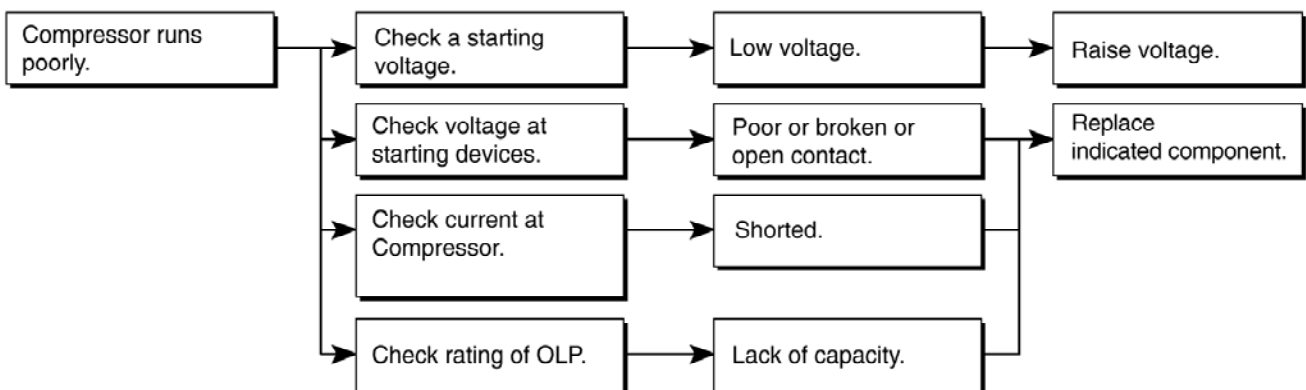 Compressor runs
poorly.
Check a starting
voltage.
Low voltage.
Raise voltage.
Check voltage at
starting devices.
Poor or broken or
open contact.
Replace
indicated component.
Check current at
Compressor.
Shorted.
Check rating of OLP.
Lack of capacity.